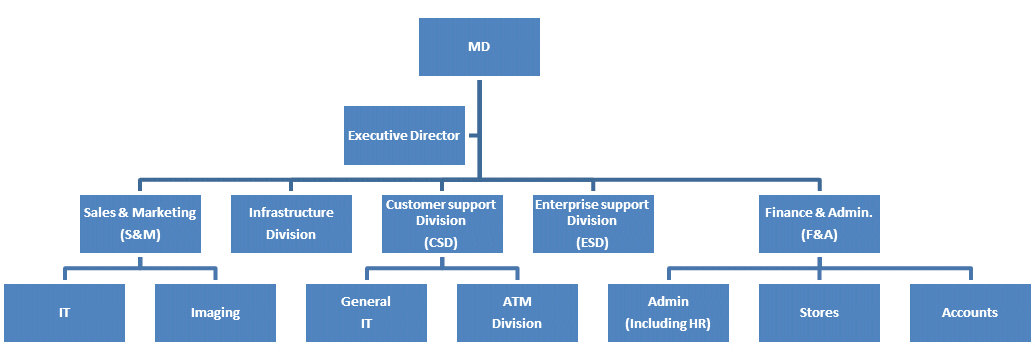 MD
Executive Director
Sales & Marketing
(S&M)
Infrastructure
Division
Customer support
Division
(CSD)
Enterprise support
Division
(ESD)
Finance & Admin.
(F&A)
IT
Imaging
General
IT
ATM
Division
Admin
(Including HR)
Stores
Accounts